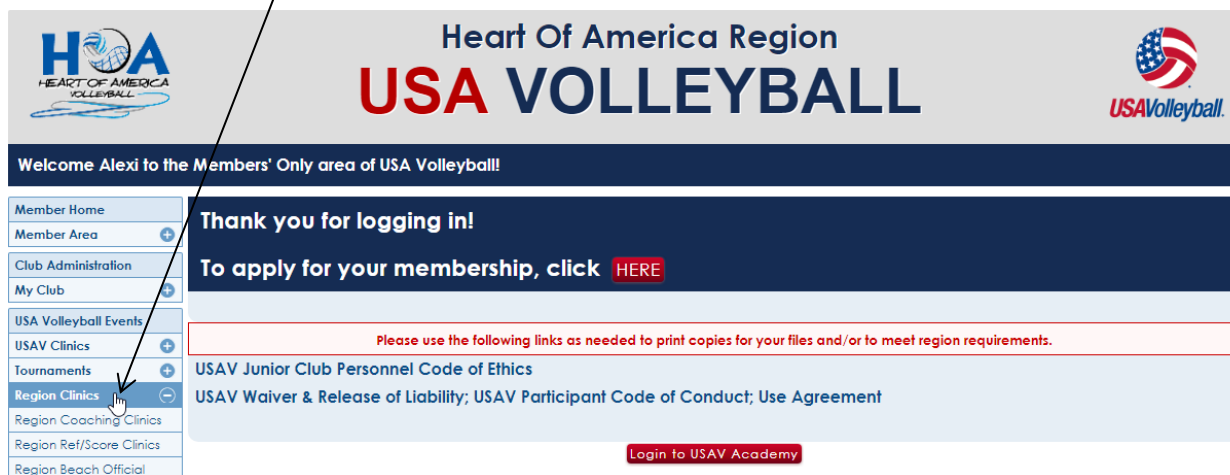 HOA
HEART OF AMERICA
VOLLEYBALL
Heart Of America Region
USA VOLLEYBALL
USAVolleyball.
Welcome Alexi to the Members' Only area of USA Volleyball!
Member Home
Member Area
Club Administration
My Club
USA Volleyball Events
USAV Clinics
Tournaments
Region Clinics
Region Coaching Clinics
Region Ref/Score Clinics
Region Beach Official
Thank you for logging in!
To apply for your membership, click HERE
Please use the following links as needed to print copies for your files and/or to meet region requirements.
USAV Junior Club Personnel Code of Ethics
USAV Waiver & Release of Liability; USAV Participant Code of Conduct; Use Agreement
Login to USAV Academy